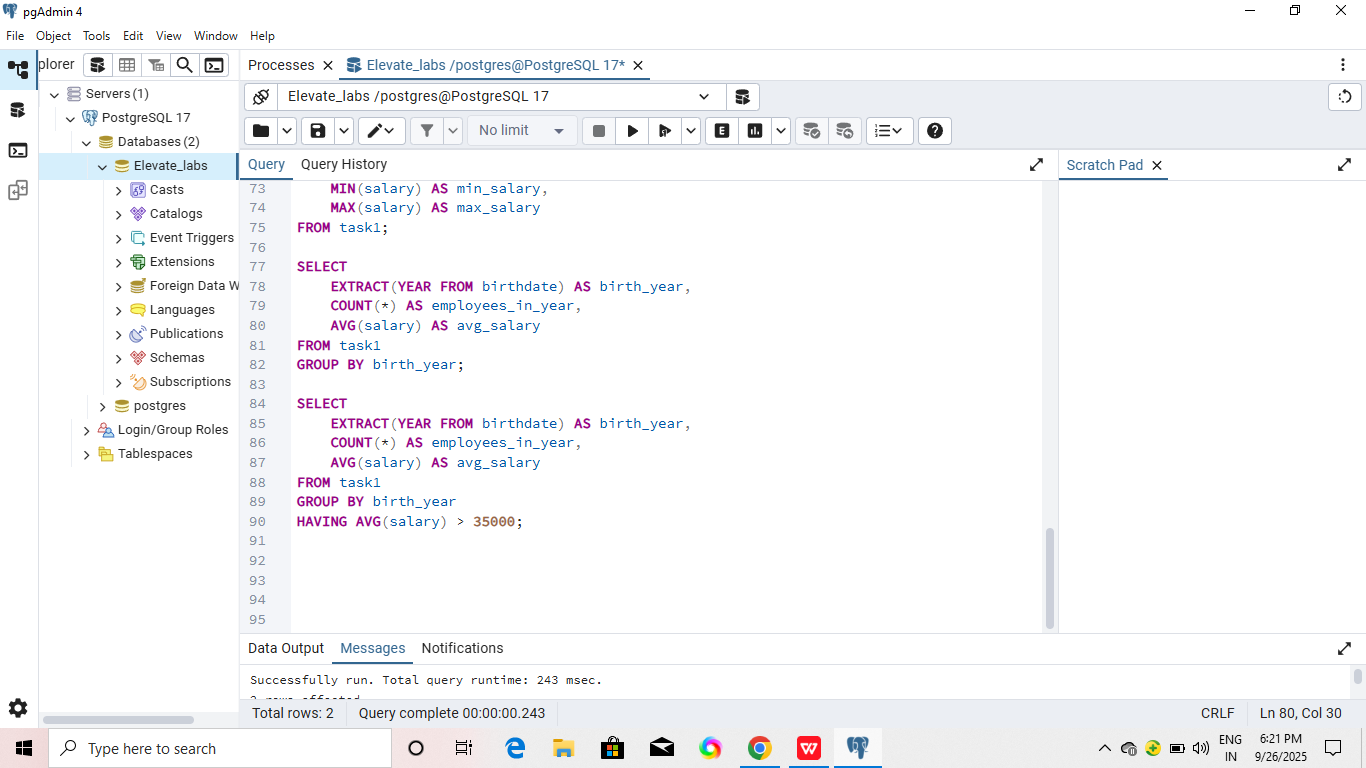 pgAdmin 4
File Object Tools Edit View Window Help
plorer
Processes
Elevate_labs /postgres@PostgreSQL 17*
Servers (1)
PostgreSQL 17
Databases (2)
Elevate_labs
Casts
Catalogs
Event Triggers
Extensions
Foreign Data W
Languages
Publications
Schemas
Subscriptions
postgres
Login/Group Roles
Tablespaces
Elevate_labs /postgres@PostgreSQL 17
No limit
E
Query Query History
Scratch Pad
73 MIN(salary) AS min_salary,
74 MAX(salary) AS max_salary
75 FROM task1;
76
77 SELECT
78 EXTRACT(YEAR FROM birthdate) AS birth_year,
79 COUNT(*) AS employees_in_year,
80 AVG(salary) AS avg_salary
81 FROM task1
82 GROUP BY birth_year;
83
84 SELECT
85 EXTRACT(YEAR FROM birthdate) AS birth_year,
86 COUNT(*) AS employees_in_year,
87 AVG(salary) AS avg_salary
88 FROM task1
89 GROUP BY birth_year
90 HAVING AVG(salary) > 35000;
91
92
93
94
95
Data Output Messages Notifications
Successfully run. Total query runtime: 243 msec.
2 rows affected
Total rows: 2 Query complete 00:00:00.243
CRLF Ln 80, Col 30
Type here to search
ENG
IN
6:21 PM
9/26/2025